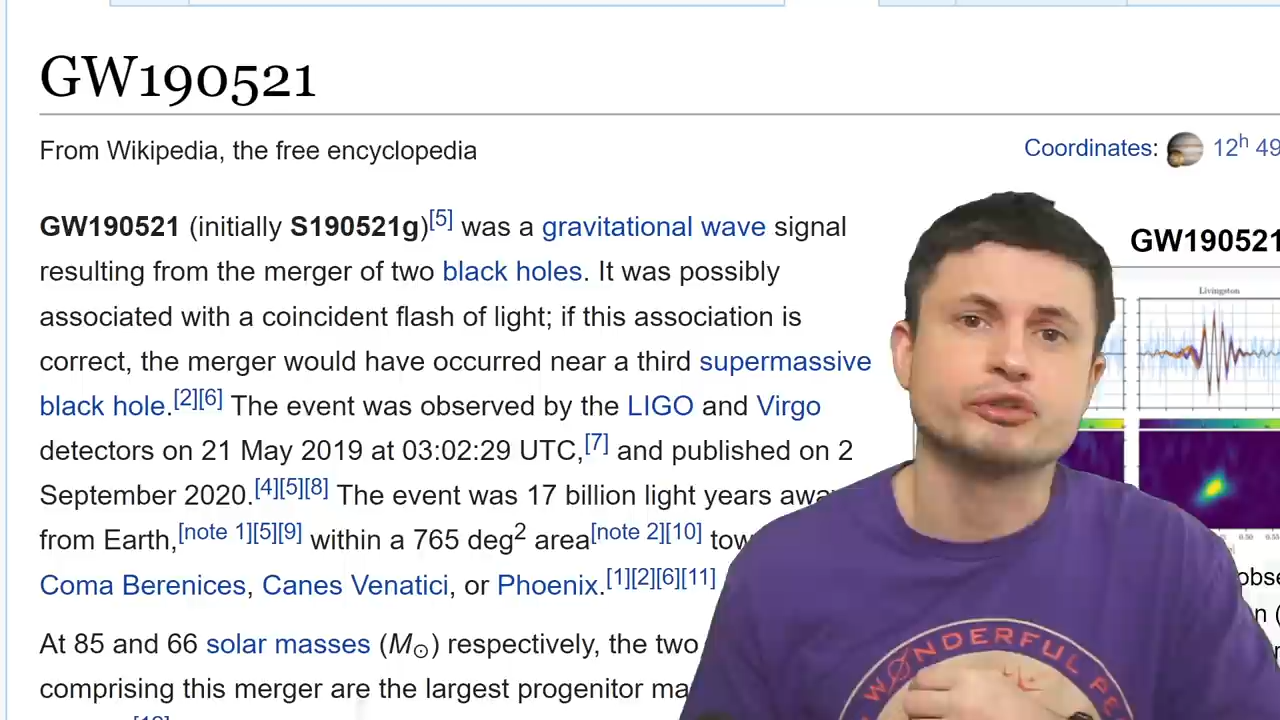 GW190521
From Wikipedia, the free encyclopedia
Coordinates: 12h 49
GW190521 (initially S190521g)[5] was a gravitational wave signal
resulting from the merger of two black holes. It was possibly
associated with a coincident flash of light; if this association is
correct, the merger would have occurred near a third supermassive
black hole.[2][6] The event was observed by the LIGO and Virgo
detectors on 21 May 2019 at 03:02:29 UTC,[7] and published on 2
September 2020.[4][5][8] The event was 17 billion light years away
from Earth,[note 1][5][9] within a 765 deg2 area[note 2][10]
Coma Berenices, Canes Venatici, or Phoenix.[1][2][6][11]
At 85 and 66 solar masses (M☉) respectively, the two
comprising this merger are the largest progenitor
GW190521
Livingston
WONDERFUL